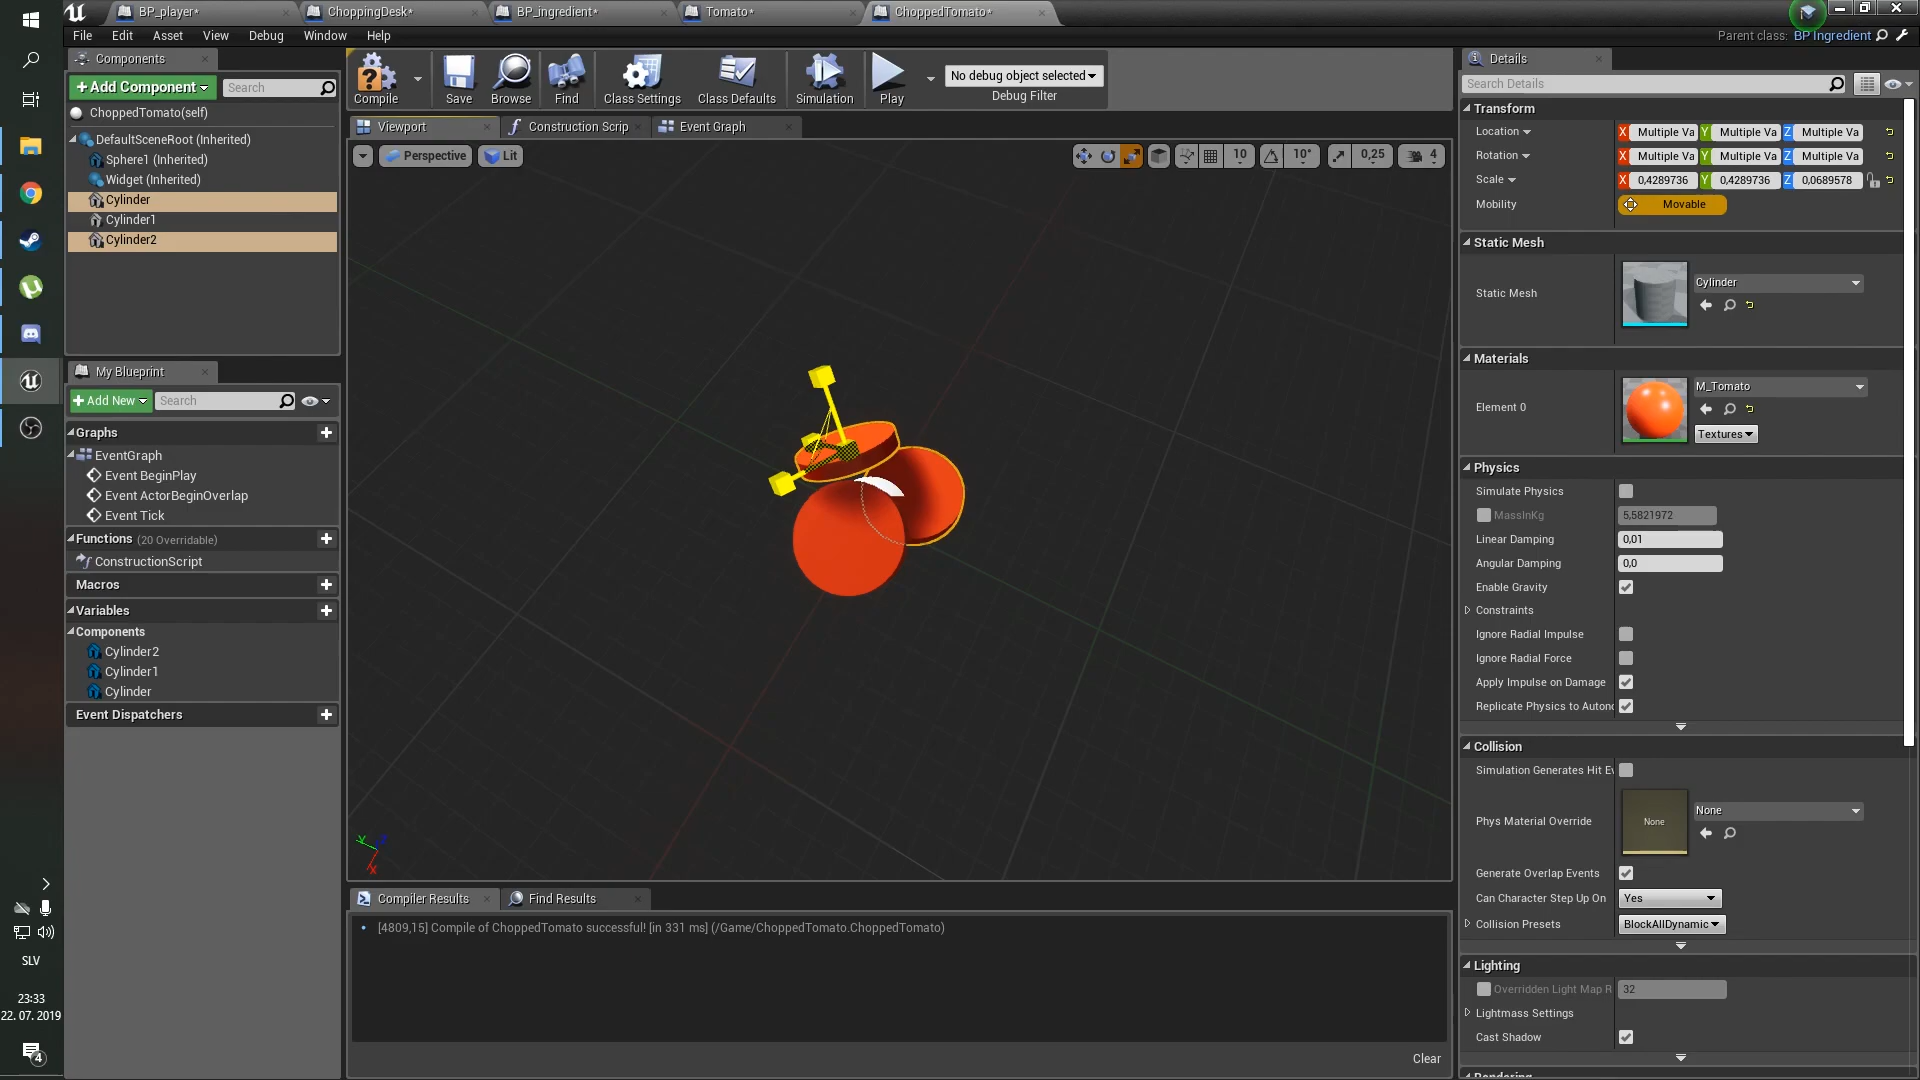 BP_player*
ChoppingDesk*
BP_ingredient*
Tomato*
ChoppedTomato*
File Edit Asset View Debug Window Help
Parent class: BP Ingredient
Components
+Add Component
Search
ChoppedTomato(self)
DefaultSceneRoot (Inherited)
Sphere1 (Inherited)
Widget (Inherited)
Cylinder
Cylinder1
Cylinder2
My Blueprint
+Add New
Search
Graphs
EventGraph
Event BeginPlay
Event ActorBeginOverlap
Event Tick
Functions (20 Overridable)
ConstructionScript
Macros
Variables
Components
Cylinder2
Cylinder1
Cylinder
Event Dispatchers
Compile
Save
Browse
Find
Class Settings
Class Defaults
Simulation
Play
No debug object selected
Debug Filter
Viewport
Construction Scrip
Event Graph
Perspective
Lit
10
10°
0,25
4
Y
X
Compiler Results
Find Results
[4809,15] Compile of ChoppedTomato successful! [in 331 ms] (/Game/ChoppedTomato.ChoppedTomato)
Clear
Details
Search Details
Transform
Location X Multiple Va Y Multiple Va Z Multiple Va
Rotation X Multiple Va Y Multiple Va Z Multiple Va
Scale X 0,4289736 Y 0,4289736 Z 0,0689578
Mobility Movable
Static Mesh
Static Mesh Cylinder
Materials
Element 0 M_Tomato
Textures
Physics
Simulate Physics
MassInKg 5,5821972
Linear Damping 0,01
Angular Damping 0,0
Enable Gravity
Constraints
Ignore Radial Impulse
Ignore Radial Force
Apply Impulse on Damage
Replicate Physics to Autono
Collision
Simulation Generates Hit Ev
Phys Material Override None None
Generate Overlap Events
Can Character Step Up On Yes
Collision Presets BlockAllDynamic
Lighting
Overridden Light Map R 32
Lightmass Settings
Cast Shadow
Rendering
SLV
23:33
22. 07. 2019
4